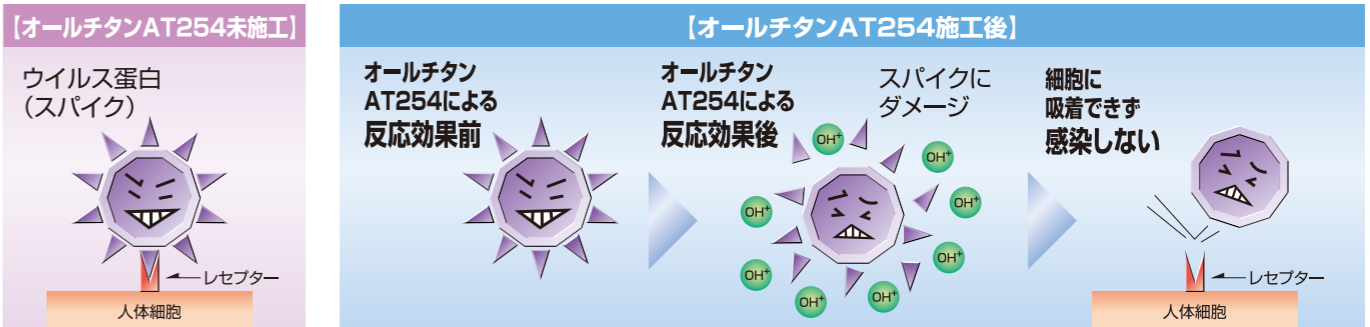 【オールチタンAT254未施工】
ウイルス蛋白
（スパイク）
レセプター
人体細胞
【オールチタンAT254施工後】
オールチタン
AT254による
反応効果前
オールチタン
AT254による
反応効果後
スパイクに
ダメージ
OH⁺
OH⁺
OH⁺
OH⁺
OH⁺
OH⁺
OH⁺
OH⁺
OH⁺
細胞に
吸着できず
感染しない
レセプター
人体細胞